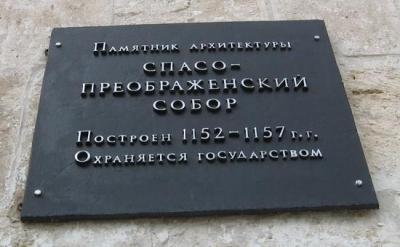 Памятник архитектуры
СПАСО-
ПРЕОБРАЖЕНСКИЙ
СОБОР
Построен 1152-1157 г.г.
Охраняется государством